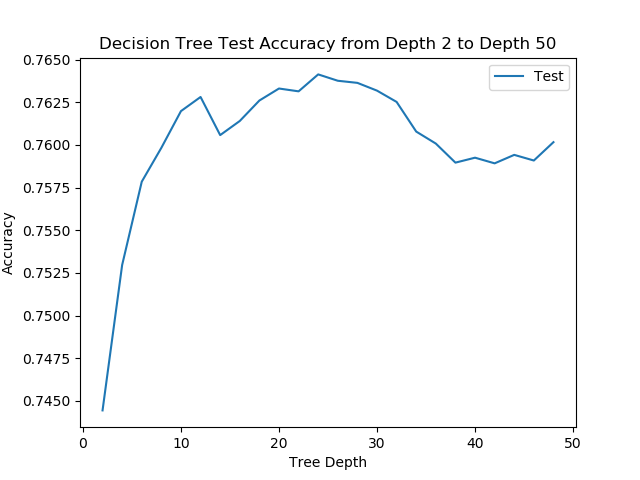 Decision Tree Test Accuracy from Depth 2 to Depth 50
Test
0.7650
0.7625
0.7600
0.7575
0.7550
0.7525
0.7500
0.7475
0.7450
Accuracy
0 10 20 30 40 50
Tree Depth